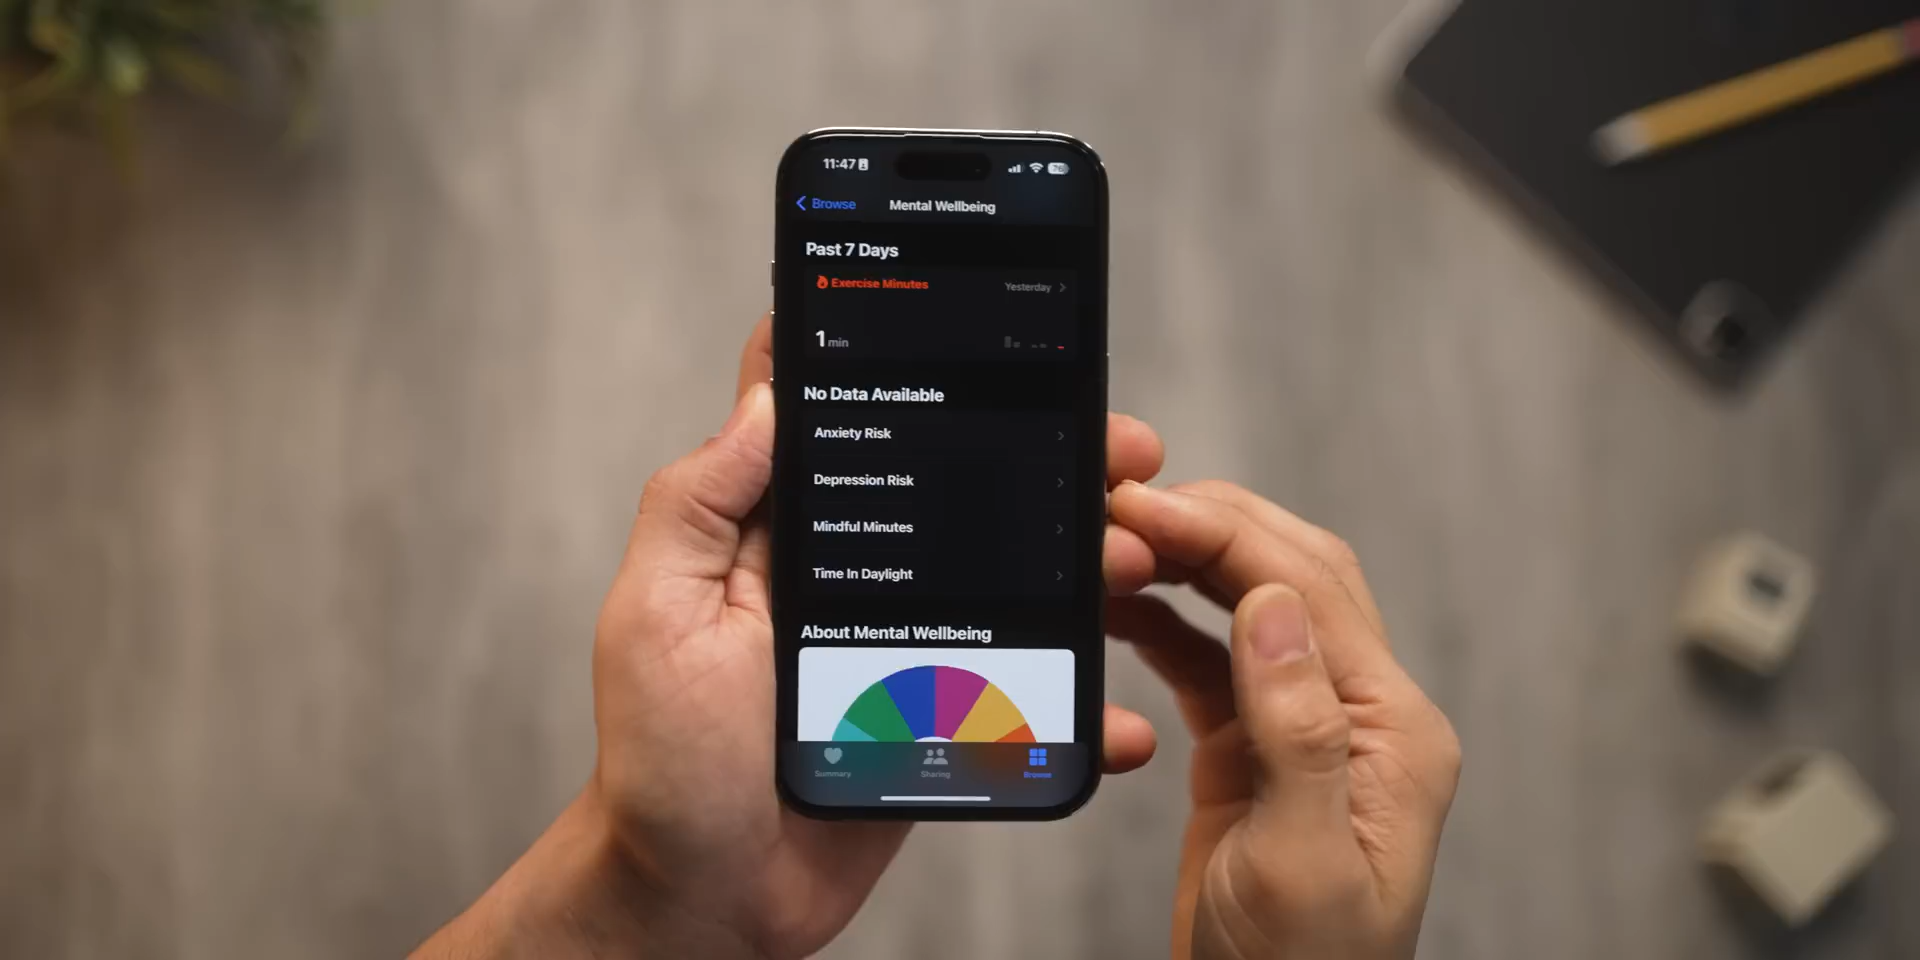 11:47
76
Browse
Mental Wellbeing
Past 7 Days
Exercise Minutes
Yesterday
1 min
No Data Available
Anxiety Risk
Depression Risk
Mindful Minutes
Time In Daylight
About Mental Wellbeing
Summary
Sharing
Browse